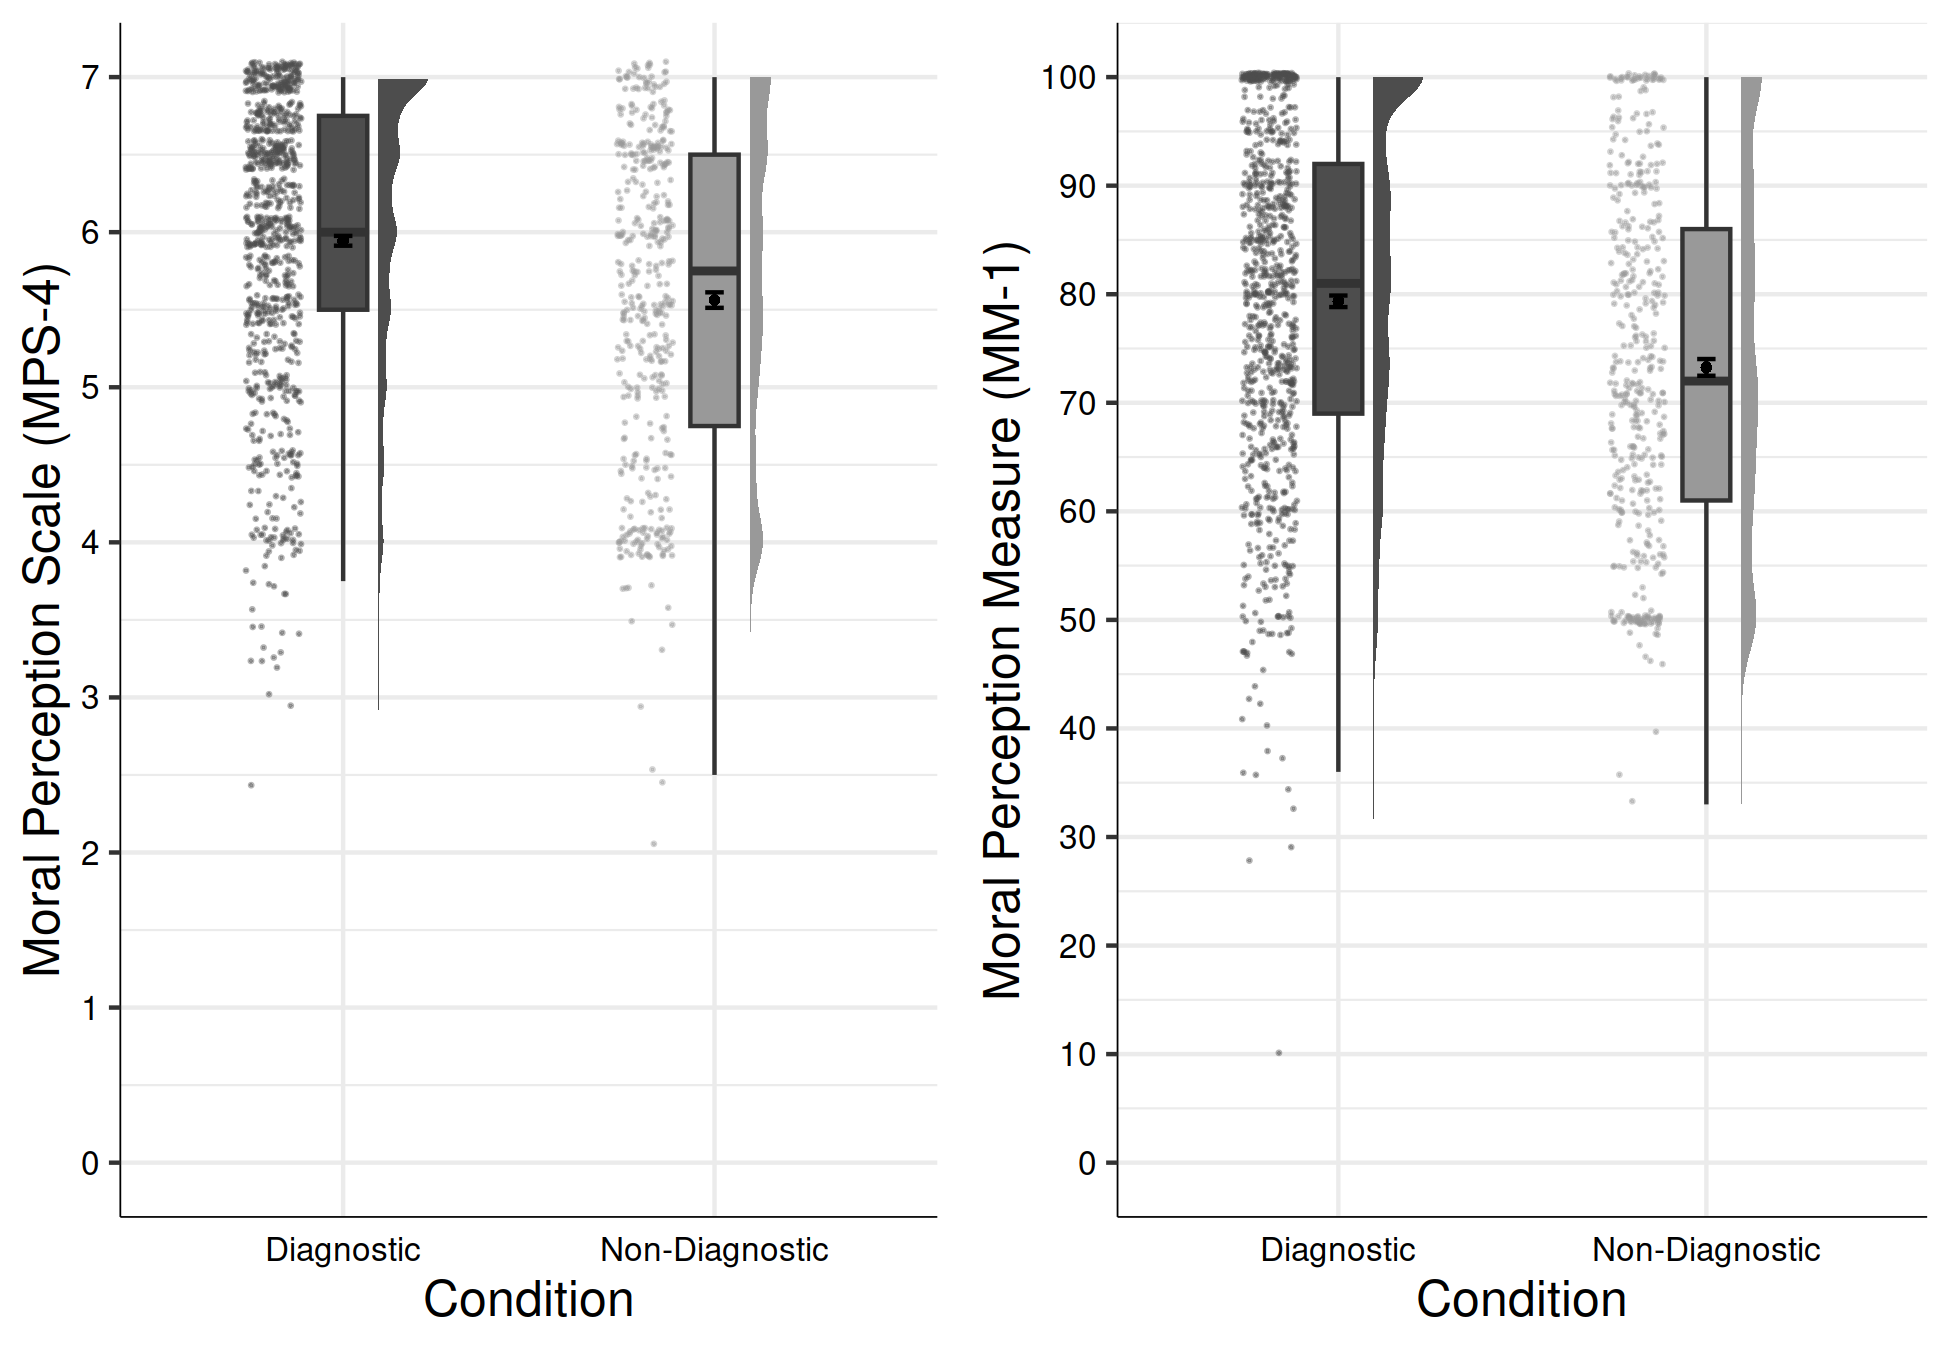 Moral Perception Scale (MPS-4)
7
6
5
4
3
2
1
0
Diagnostic
Non-Diagnostic
Condition
Moral Perception Measure (MM-1)
100
90
80
70
60
50
40
30
20
10
0
Diagnostic
Non-Diagnostic
Condition